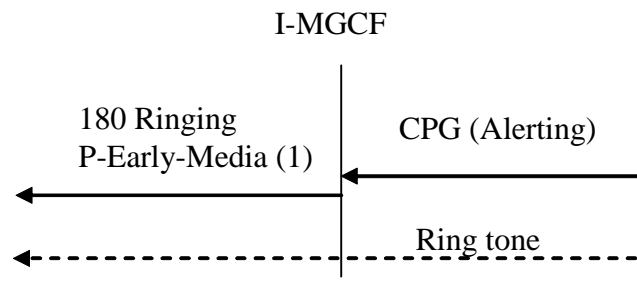 I-MGCF
180 Ringing
P-Early-Media (1)
CPG (Alerting)
Ring tone